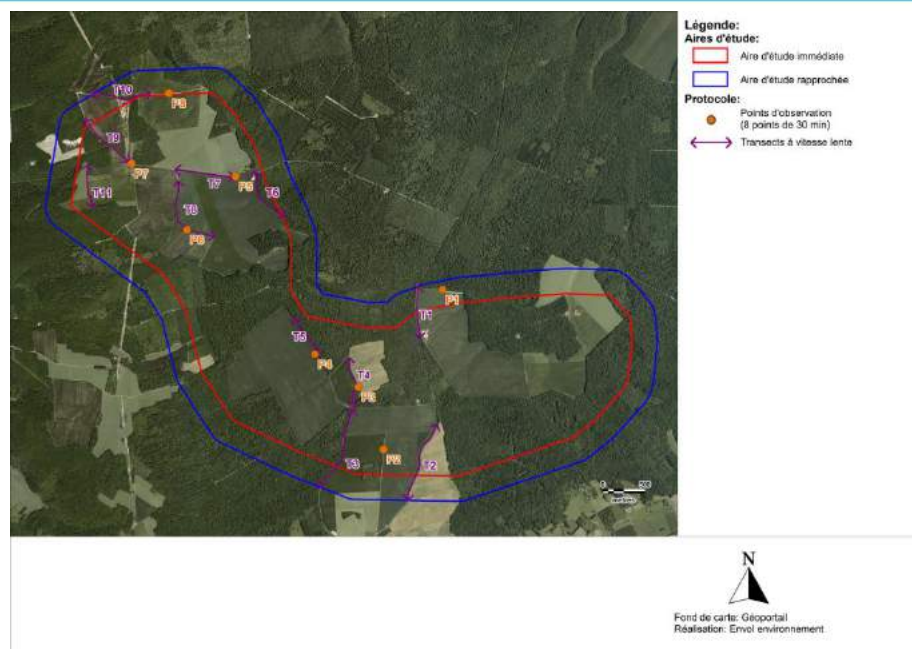 Légende:
Aires d'étude:
Aire d'étude immédiate
Aire d'étude rapprochée
Protocole:
Points d'observation
(8 points de 30 min)
Transects à vitesse lente
T10
P8
T9
P7
T7
P5
T11
T6
T8
P6
P1
T1
T5
P4
T4
P3
P2
T3
T2
0
500
N
Fond de carte: Géoportail
Réalisation: Envol environnement